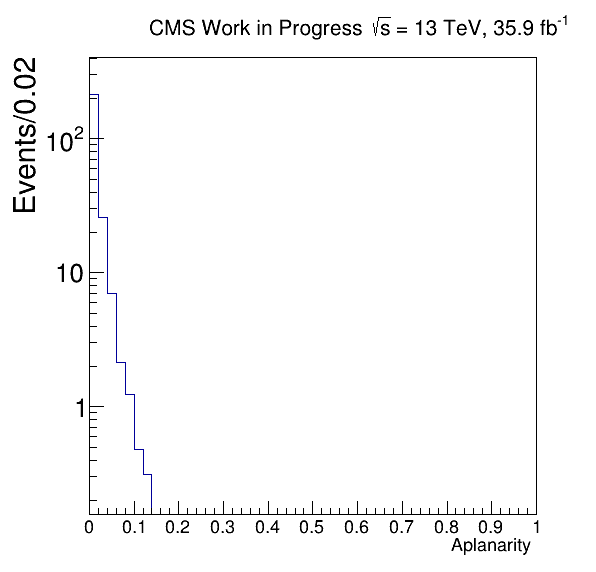 CMS Work in Progress √s = 13 TeV, 35.9 fb⁻¹
Events/0.02
10²
10
1
0 0.1 0.2 0.3 0.4 0.5 0.6 0.7 0.8 0.9 1
Aplanarity